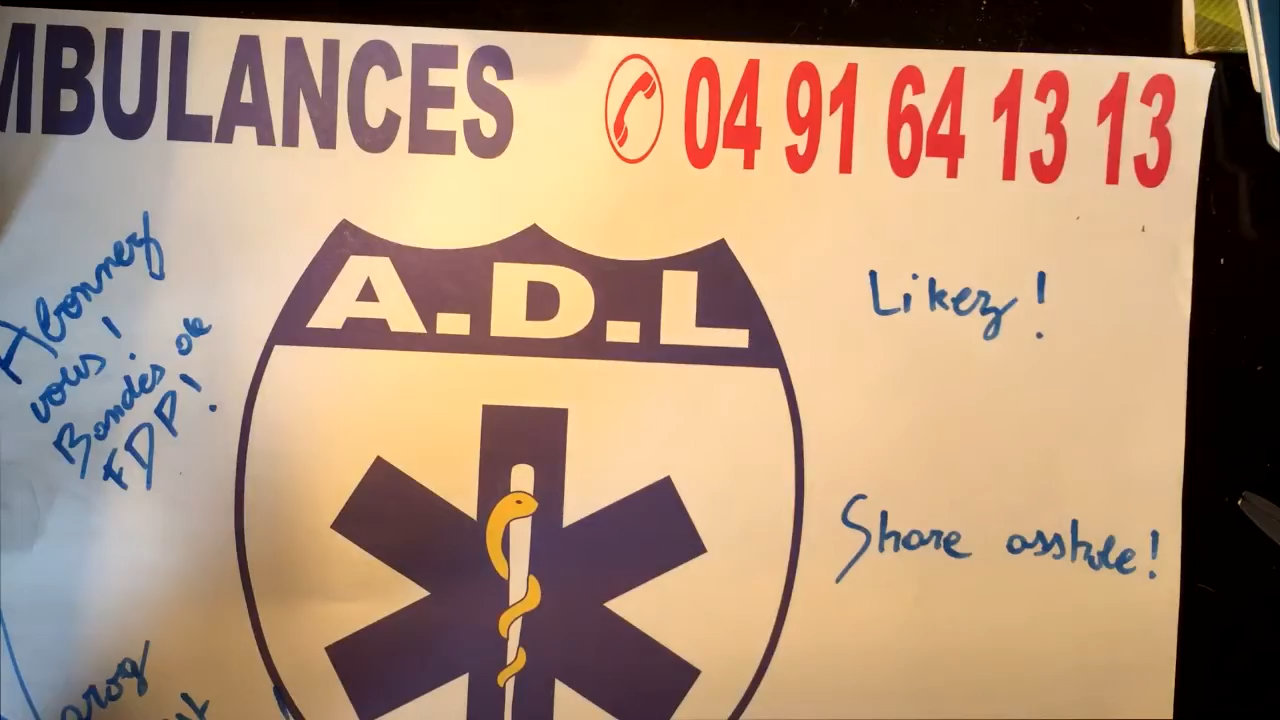 MBULANCES 04 91 64 13 13
A.D.L
Abonnez
vous !
Bandes de
FDP !
Likez !
Share asshole !